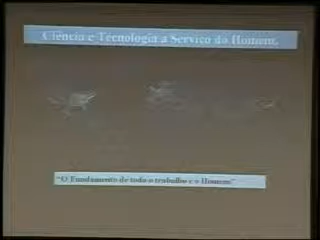 Ciência e Tecnologia a Serviço do Homem.
"O Fundamento de todo o trabalho é o Homem"